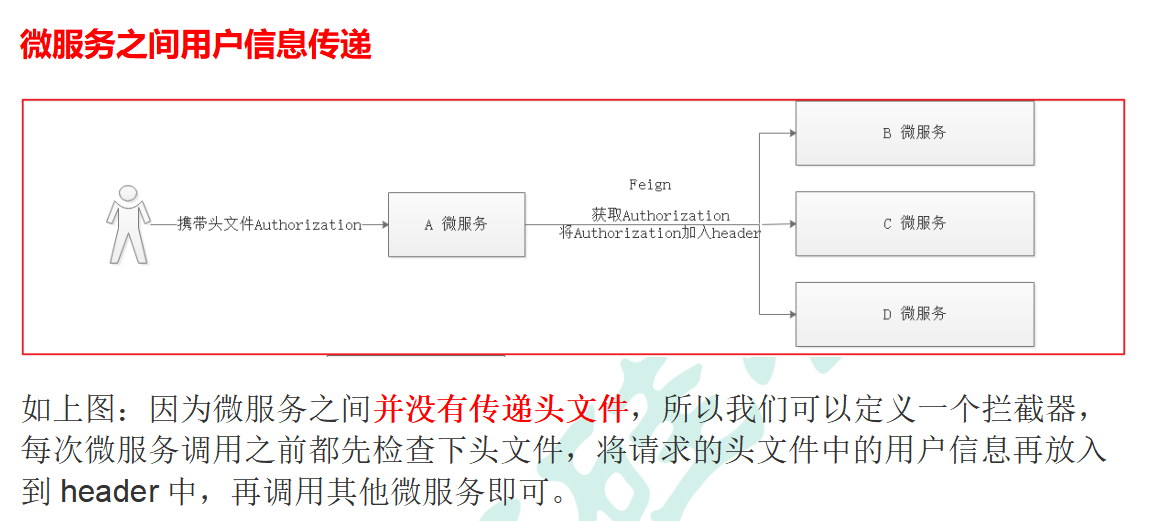 微服务之间用户信息传递
携带头文件Authorization
A 微服务
Feign
获取Authorization
将Authorization加入header
B 微服务
C 微服务
D 微服务
如上图：因为微服务之间并没有传递头文件，所以我们可以定义一个拦截器，
每次微服务调用之前都先检查下头文件，将请求的头文件中的用户信息再放入
到 header 中，再调用其他微服务即可。